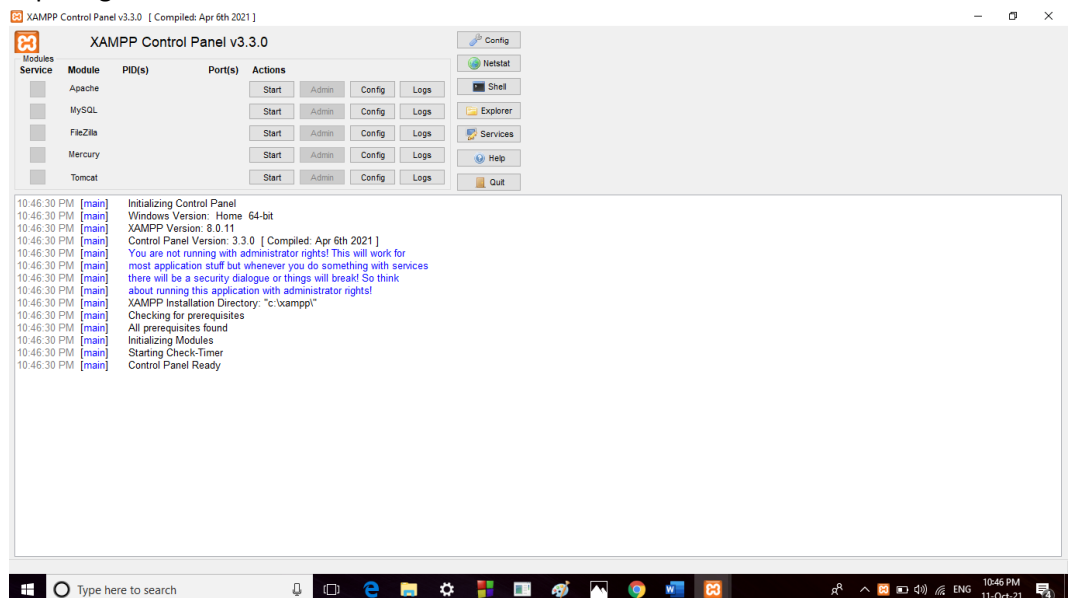 XAMPP Control Panel v3.3.0 [ Compiled: Apr 6th 2021 ]
XAMPP Control Panel v3.3.0
Config
Modules
Service Module PID(s) Port(s) Actions
Netstat
Apache Start Admin Config Logs
Shell
MySQL Start Admin Config Logs
Explorer
FileZilla Start Admin Config Logs
Services
Mercury Start Admin Config Logs
Help
Tomcat Start Admin Config Logs
Quit
10:46:30 PM [main] Initializing Control Panel
10:46:30 PM [main] Windows Version: Home 64-bit
10:46:30 PM [main] XAMPP Version: 8.0.11
10:46:30 PM [main] Control Panel Version: 3.3.0 [ Compiled: Apr 6th 2021 ]
10:46:30 PM [main] You are not running with administrator rights! This will work for
10:46:30 PM [main] most application stuff but whenever you do something with services
10:46:30 PM [main] there will be a security dialogue or things will break! So think
10:46:30 PM [main] about running this application with administrator rights!
10:46:30 PM [main] XAMPP Installation Directory: "c:\xampp\"
10:46:30 PM [main] Checking for prerequisites
10:46:30 PM [main] All prerequisites found
10:46:30 PM [main] Initializing Modules
10:46:30 PM [main] Starting Check-Timer
10:46:30 PM [main] Control Panel Ready
Type here to search
ENG
10:46 PM
11-Oct-21
4